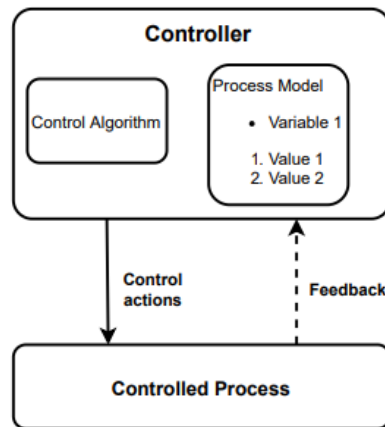 Controller
Control Algorithm
Process Model
• Variable 1
1. Value 1
2. Value 2
Control
actions
Feedback
Controlled Process